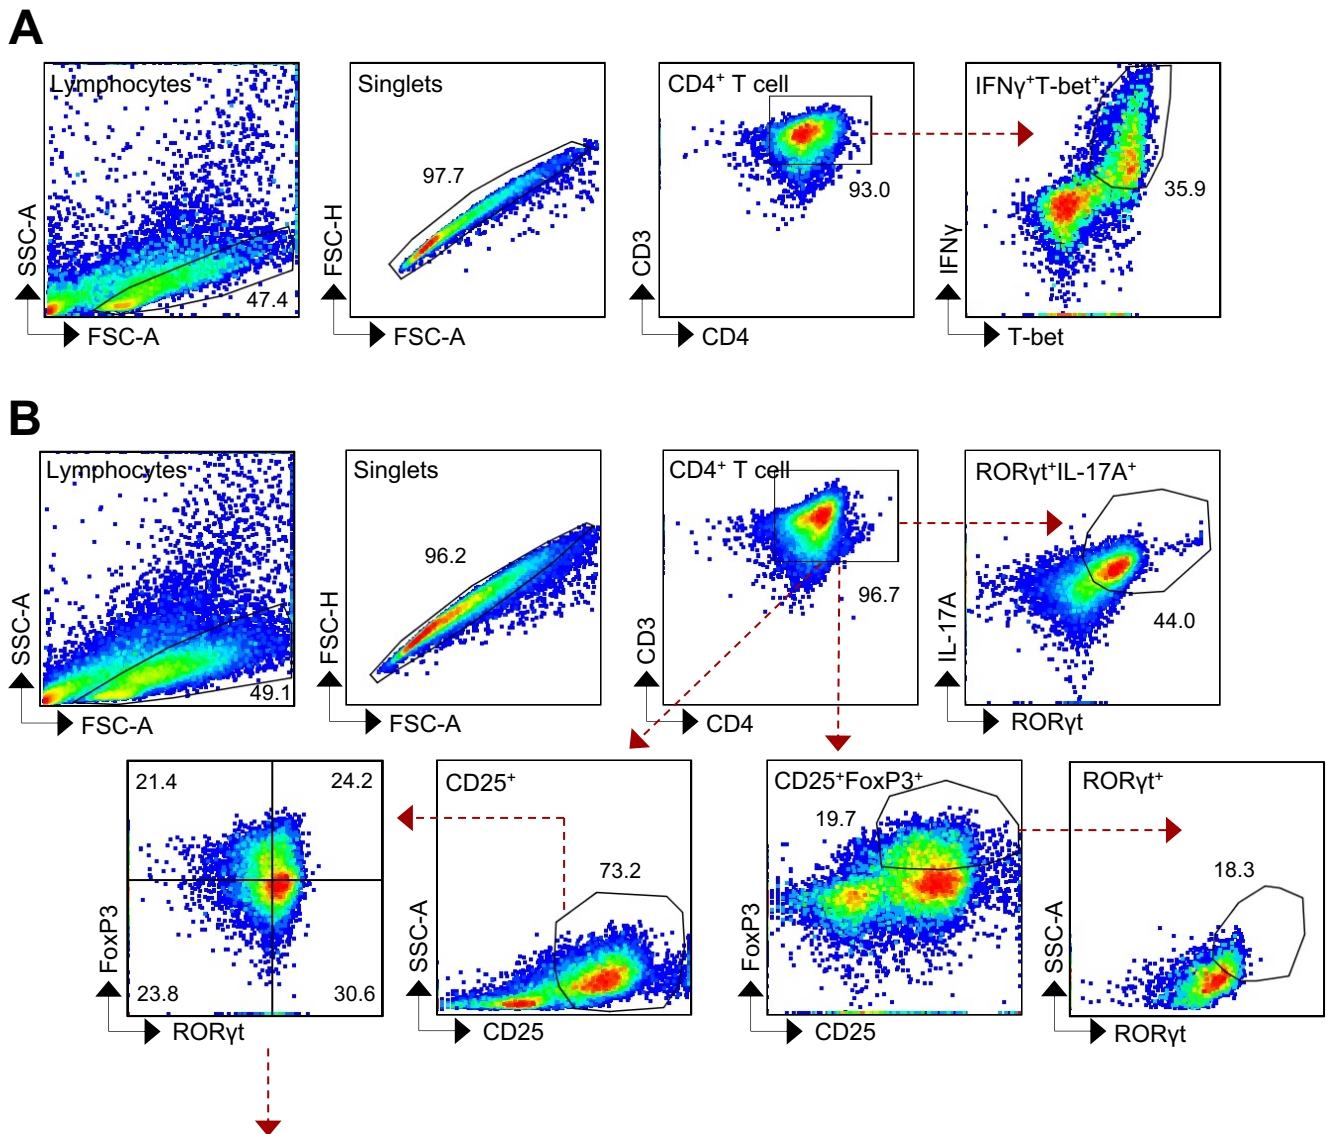 A
Lymphocytes
SSC-A
47.4
FSC-A
Singlets
97.7
FSC-H
FSC-A
CD4⁺ T cell
93.0
CD3
CD4
IFNγ⁺T-bet⁺
35.9
IFNγ
T-bet
B
Lymphocytes
SSC-A
49.1
FSC-A
Singlets
96.2
FSC-H
FSC-A
CD4⁺ T cell
96.7
CD3
CD4
RORγt⁺IL-17A⁺
44.0
IL-17A
RORγt
21.4
24.2
FoxP3
23.8
30.6
RORγt
CD25⁺
73.2
SSC-A
CD25
CD25⁺FoxP3⁺
19.7
FoxP3
CD25
RORγt⁺
18.3
SSC-A
RORγt